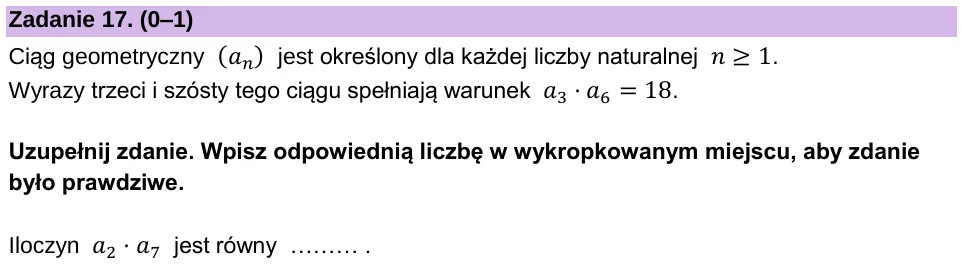 Zadanie 17. (0–1)
Ciąg geometryczny (aₙ) jest określony dla każdej liczby naturalnej n ≥ 1.
Wyrazy trzeci i szósty tego ciągu spełniają warunek a₃ · a₆ = 18.
Uzupełnij zdanie. Wpisz odpowiednią liczbę w wykropkowanym miejscu, aby zdanie
było prawdziwe.
Iloczyn a₂ · a₇ jest równy ……… .